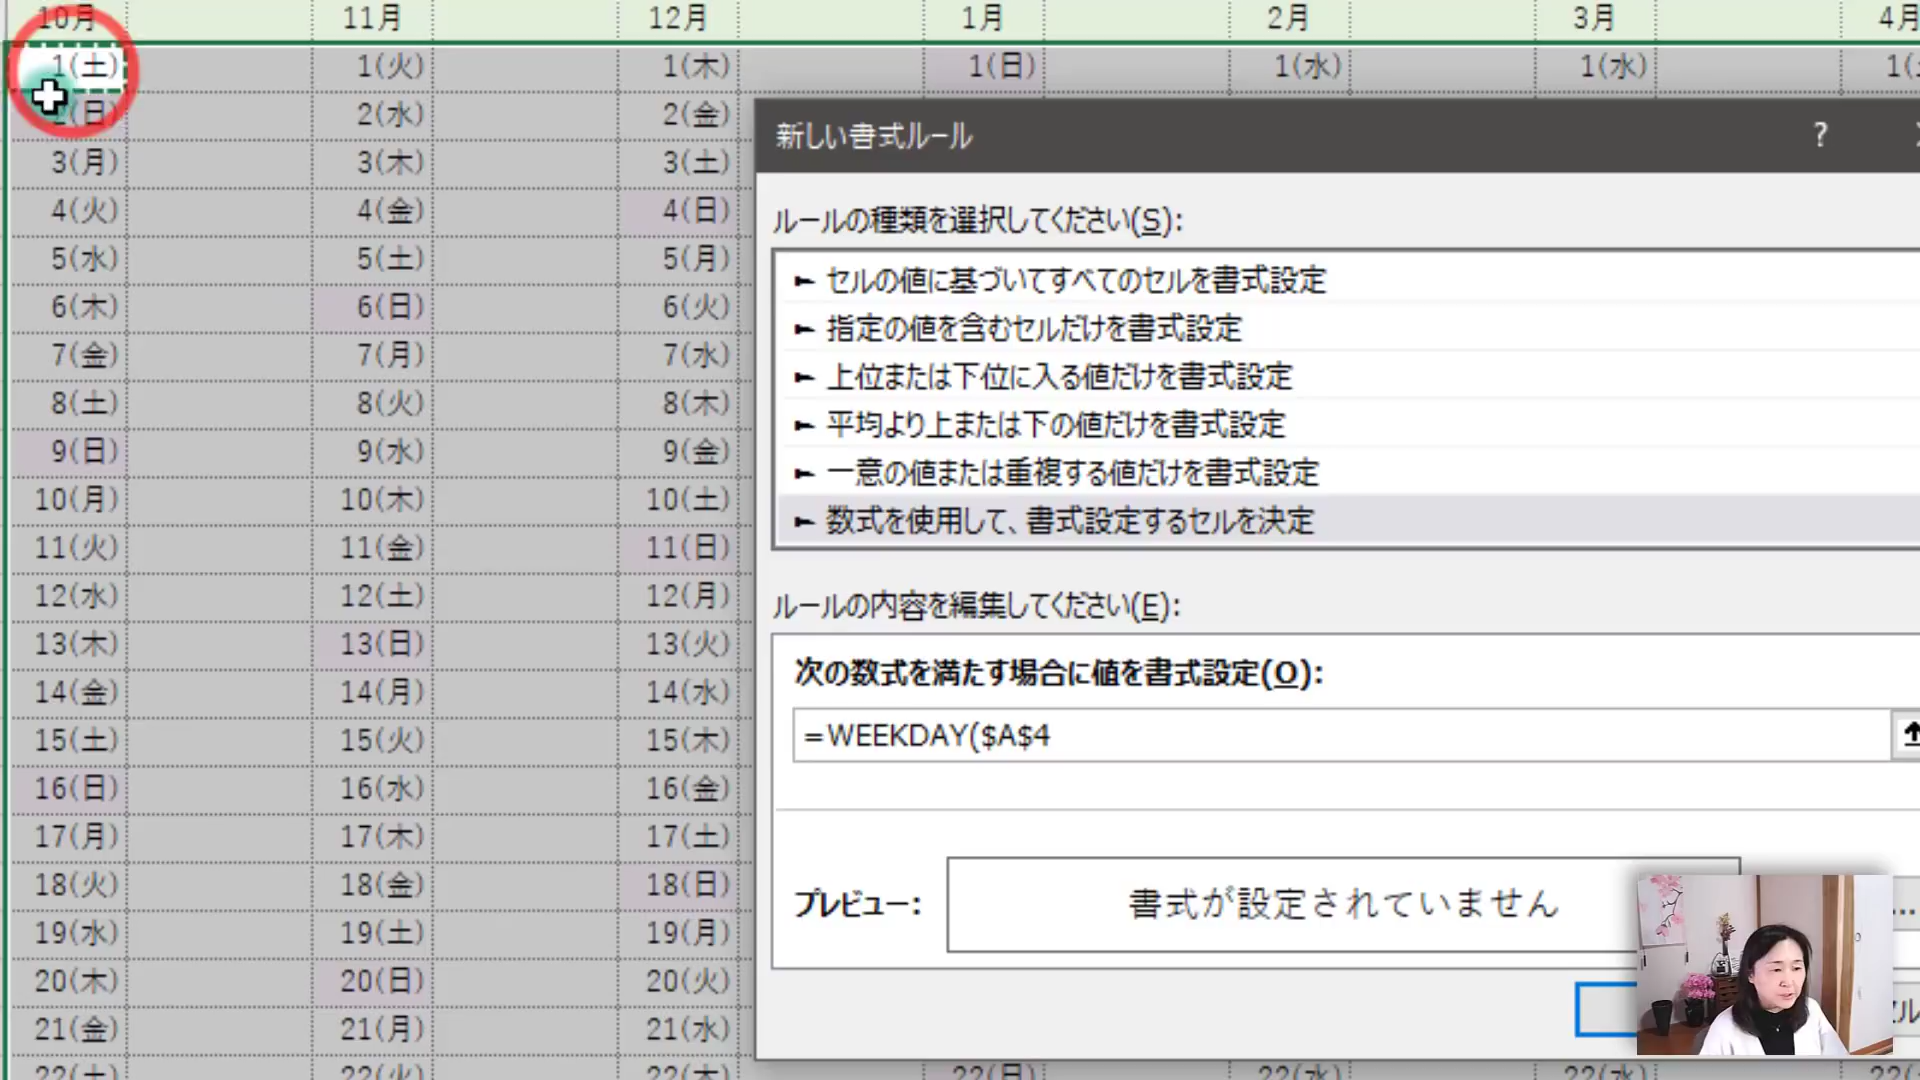 10月 11月 12月 1月 2月 3月 4月
1(土) 1(火) 1(木) 1(日) 1(水) 1(水) 1(
2(日) 2(水) 2(金)
3(月) 3(木) 3(土)
4(火) 4(金) 4(日)
5(水) 5(土) 5(月)
6(木) 6(日) 6(火)
7(金) 7(月) 7(水)
8(土) 8(火) 8(木)
9(日) 9(水) 9(金)
10(月) 10(木) 10(土)
11(火) 11(金) 11(日)
12(水) 12(土) 12(月)
13(木) 13(日) 13(火)
14(金) 14(月) 14(水)
15(土) 15(火) 15(木)
16(日) 16(水) 16(金)
17(月) 17(木) 17(土)
18(火) 18(金) 18(日)
19(水) 19(土) 19(月)
20(木) 20(日) 20(火)
21(金) 21(月) 21(水)
22(土) 22(火) 22(木) 22(日) 22(水) 22(水) 22(
新しい書式ルール ?
ルールの種類を選択してください(S):
► セルの値に基づいてすべてのセルを書式設定
► 指定の値を含むセルだけを書式設定
► 上位または下位に入る値だけを書式設定
► 平均より上または下の値だけを書式設定
► 一意の値または重複する値だけを書式設定
► 数式を使用して、書式設定するセルを決定
ルールの内容を編集してください(E):
次の数式を満たす場合に値を書式設定(O):
=WEEKDAY($A$4
プレビュー: 書式が設定されていません ...
ル